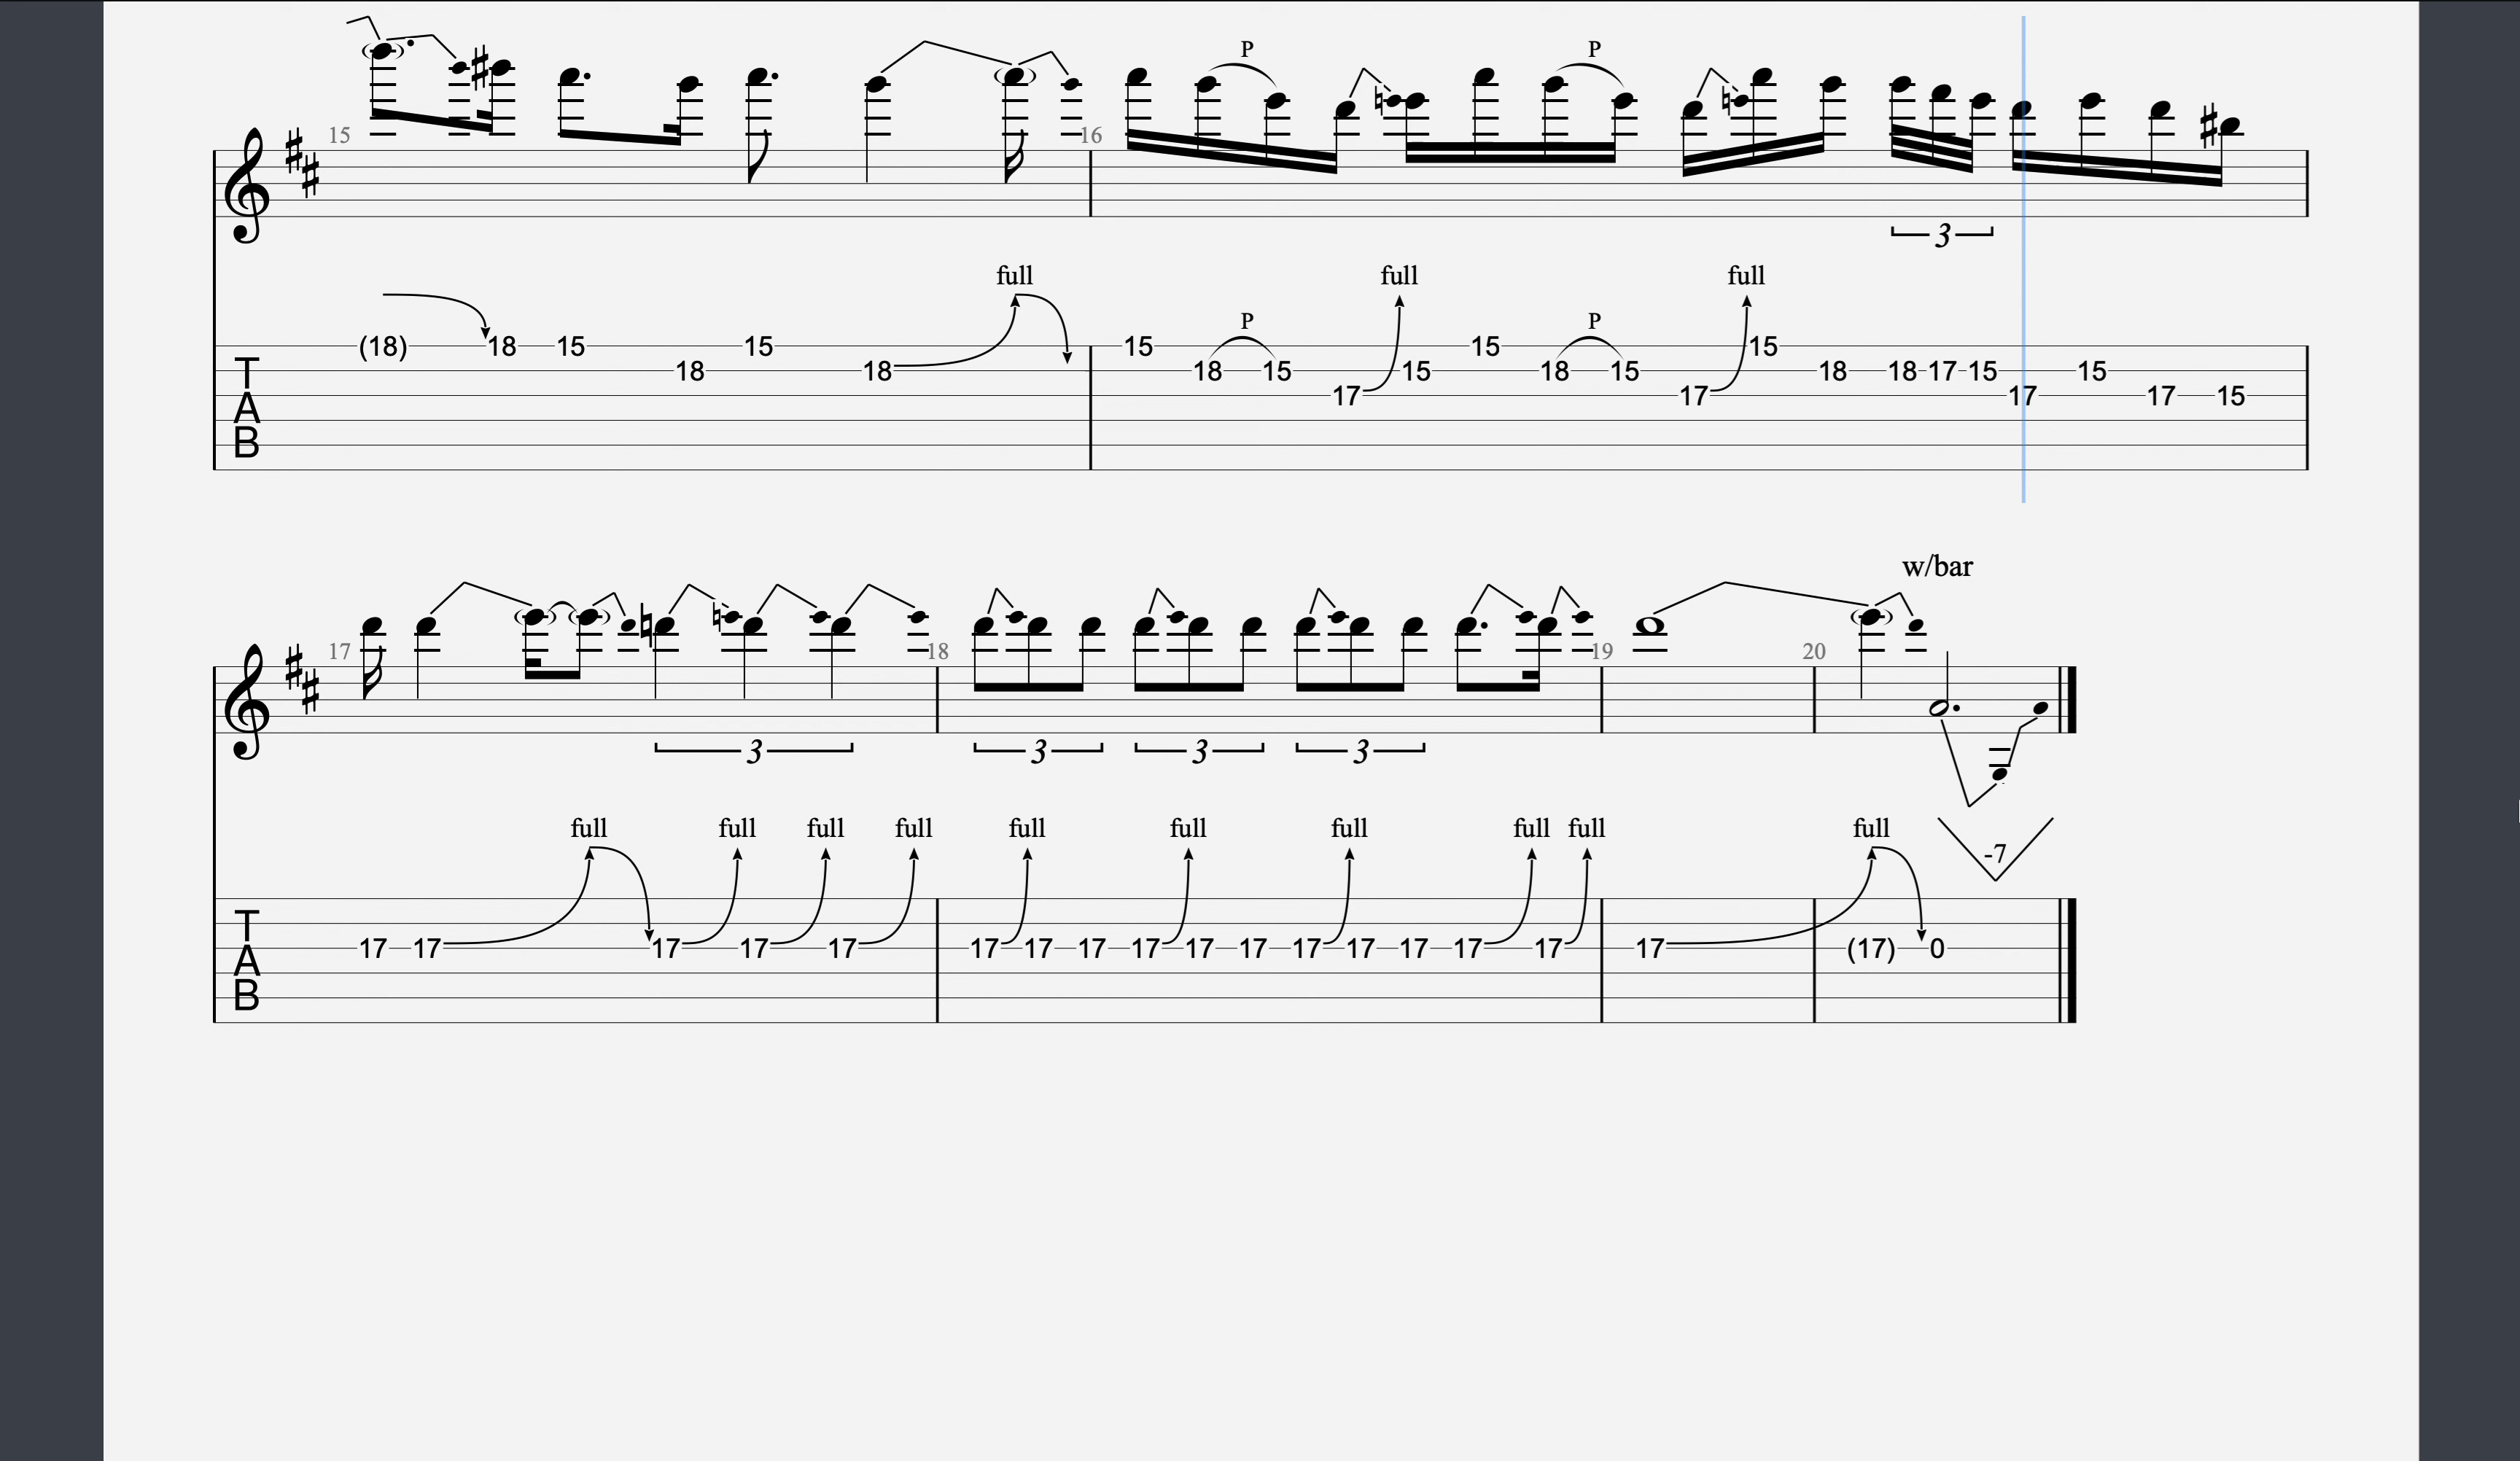 P P
15 16
3
full full full
P P
(18) 18 15 15 15 15 15
18 18 18 15 15 18 15 18 18 17 15 15
17 17 17 17 15
T
A
B
w/bar
17 18 19 20
3 3 3 3
full full full full full full full full full full
-7
17 17 17 17 17 17 17 17 17 17 17 17 17 17 17 17 17 (17) 0
T
A
B